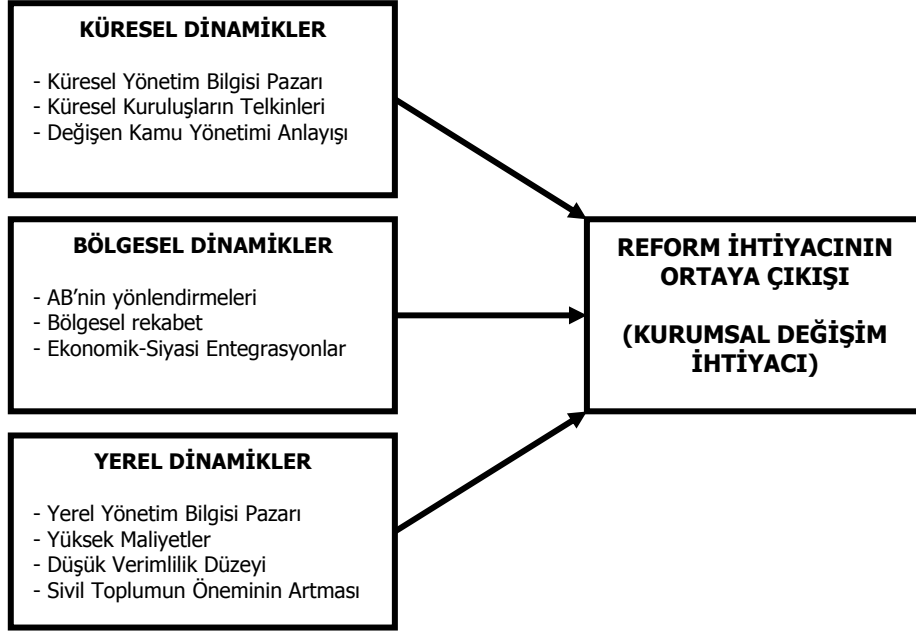 KÜRESEL DİNAMİKLER
- Küresel Yönetim Bilgisi Pazarı
- Küresel Kuruluşların Telkinleri
- Değişen Kamu Yönetimi Anlayışı
BÖLGESEL DİNAMİKLER
- AB’nin yönlendirmeleri
- Bölgesel rekabet
- Ekonomik-Siyasi Entegrasyonlar
YEREL DİNAMİKLER
- Yerel Yönetim Bilgisi Pazarı
- Yüksek Maliyetler
- Düşük Verimlilik Düzeyi
- Sivil Toplumun Öneminin Artması
REFORM İHTİYACININ
ORTAYA ÇIKIŞI
(KURUMSAL DEĞİŞİM
İHTİYACI)